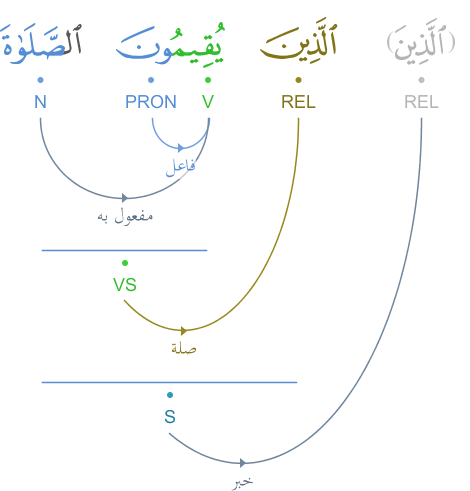 (ٱلَّذِينَ) ٱلَّذِينَ يُقِيمُونَ ٱلصَّلَوٰةَ
REL REL V PRON N
فاعل
مفعول به
VS
صلة
S
خبر